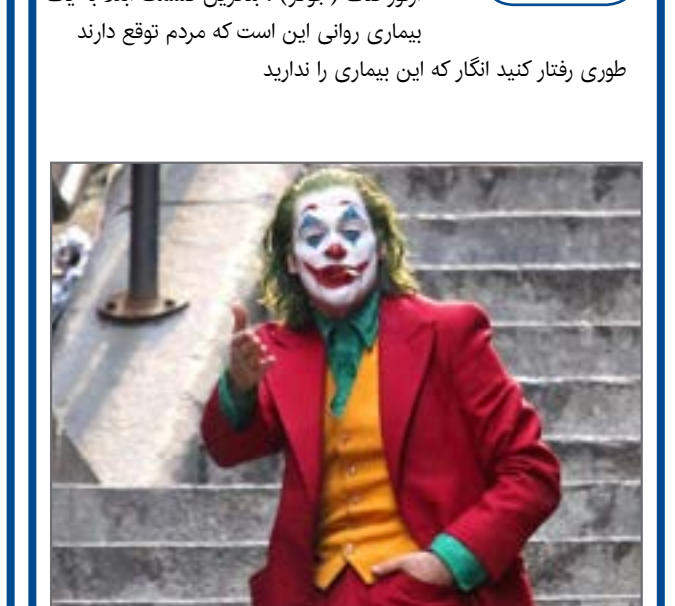 بیماری روانی این است که مردم توقع دارند
طوری رفتار کنید انگار که این بیماری را ندارید